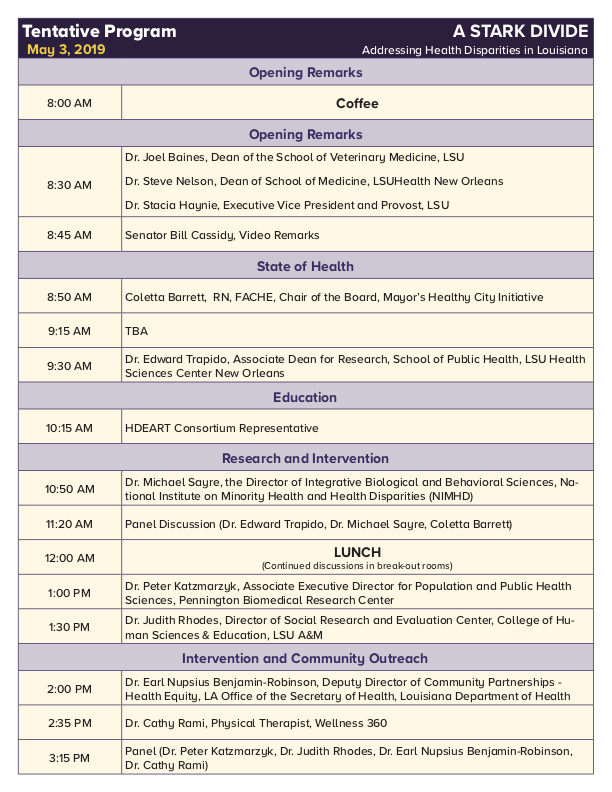 Tentative Program
A STARK DIVIDE
May 3, 2019
Addressing Health Disparities in Louisiana
Opening Remarks
8:00 AM
Coffee
Opening Remarks
8:30 AM
Dr. Joel Baines, Dean of the School of Veterinary Medicine, LSU
Dr. Steve Nelson, Dean of School of Medicine, LSUHealth New Orleans
Dr. Stacia Haynie, Executive Vice President and Provost, LSU
8:45 AM
Senator Bill Cassidy, Video Remarks
State of Health
8:50 AM
Coletta Barrett,  RN, FACHE, Chair of the Board, Mayor's Healthy City Initiative
9:15 AM
TBA
9:30 AM
Dr. Edward Trapido, Associate Dean for Research, School of Public Health, LSU Health
Sciences Center New Orleans
Education
10:15 AM
HDEART Consortium Representative
Research and Intervention
10:50 AM
Dr. Michael Sayre, the Director of Integrative Biological and Behavioral Sciences, Na-
tional Institute on Minority Health and Health Disparities (NIMHD)
11:20 AM
Panel Discussion (Dr. Edward Trapido, Dr. Michael Sayre, Coletta Barrett)
12:00 AM
LUNCH
(Continued discussions in break-out rooms)
1:00 PM
Dr. Peter Katzmarzyk, Associate Executive Director for Population and Public Health
Sciences, Pennington Biomedical Research Center
1:30 PM
Dr. Judith Rhodes, Director of Social Research and Evaluation Center, College of Hu-
man Sciences & Education, LSU A&M
Intervention and Community Outreach
2:00 PM
Dr. Earl Nupsius Benjamin-Robinson, Deputy Director of Community Partnerships -
Health Equity, LA Office of the Secretary of Health, Louisiana Department of Health
2:35 PM
Dr. Cathy Rami, Physical Therapist, Wellness 360
3:15 PM
Panel (Dr. Peter Katzmarzyk, Dr. Judith Rhodes, Dr. Earl Nupsius Benjamin-Robinson,
Dr. Cathy Rami)